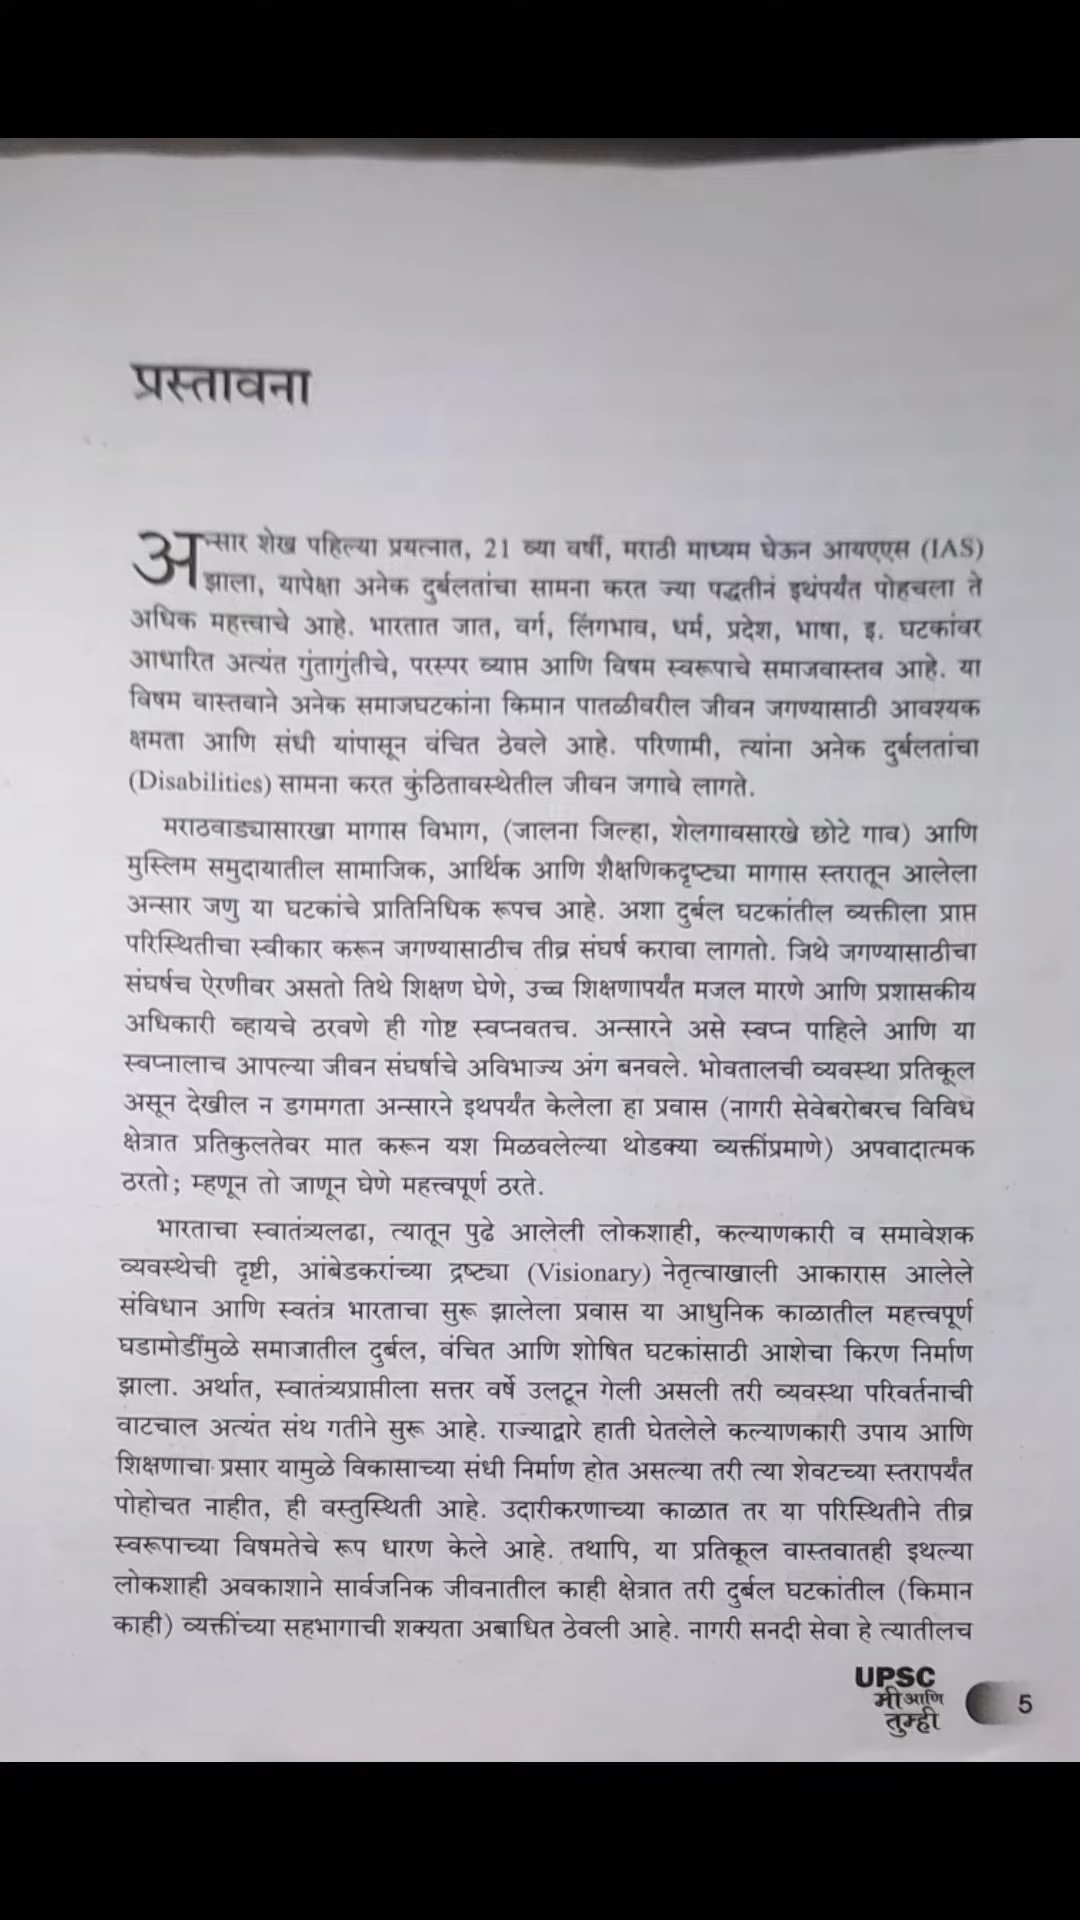 प्रस्तावना
अन्सार शेख पहिल्या प्रयत्नात, 21 व्या वर्षी, मराठी माध्यम घेऊन आयएएस (IAS)
झाला, यापेक्षा अनेक दुर्बलतांचा सामना करत ज्या पद्धतीनं इथंपर्यंत पोहचला ते
अधिक महत्त्वाचे आहे. भारतात जात, वर्ग, लिंगभाव, धर्म, प्रदेश, भाषा, इ. घटकांवर
आधारित अत्यंत गुंतागुंतीचे, परस्पर व्याप्त आणि विषम स्वरूपाचे समाजवास्तव आहे. या
विषम वास्तवाने अनेक समाजघटकांना किमान पातळीवरील जीवन जगण्यासाठी आवश्यक
क्षमता आणि संधी यांपासून वंचित ठेवले आहे. परिणामी, त्यांना अनेक दुर्बलतांचा
(Disabilities) सामना करत कुंठितावस्थेतील जीवन जगावे लागते.
मराठवाड्यासारखा मागास विभाग, (जालना जिल्हा, शेलगावसारखे छोटे गाव) आणि
मुस्लिम समुदायातील सामाजिक, आर्थिक आणि शैक्षणिकदृष्ट्या मागास स्तरातून आलेला
अन्सार जणु या घटकांचे प्रातिनिधिक रूपच आहे. अशा दुर्बल घटकांतील व्यक्तीला प्राप्त
परिस्थितीचा स्वीकार करून जगण्यासाठीच तीव्र संघर्ष करावा लागतो. जिथे जगण्यासाठीचा
संघर्षच ऐरणीवर असतो तिथे शिक्षण घेणे, उच्च शिक्षणापर्यंत मजल मारणे आणि प्रशासकीय
अधिकारी व्हायचे ठरवणे ही गोष्ट स्वप्नवतच. अन्सारने असे स्वप्न पाहिले आणि या
स्वप्नालाच आपल्या जीवन संघर्षाचे अविभाज्य अंग बनवले. भोवतालची व्यवस्था प्रतिकूल
असून देखील न डगमगता अन्सारने इथपर्यंत केलेला हा प्रवास (नागरी सेवेबरोबरच विविध
क्षेत्रात प्रतिकुलतेवर मात करून यश मिळवलेल्या थोडक्या व्यक्तींप्रमाणे) अपवादात्मक
ठरतो; म्हणून तो जाणून घेणे महत्त्वपूर्ण ठरते.
भारताचा स्वातंत्र्यलढा, त्यातून पुढे आलेली लोकशाही, कल्याणकारी व समावेशक
व्यवस्थेची दृष्टी, आंबेडकरांच्या द्रष्ट्या (Visionary) नेतृत्वाखाली आकारास आलेले
संविधान आणि स्वतंत्र भारताचा सुरू झालेला प्रवास या आधुनिक काळातील महत्त्वपूर्ण
घडामोडींमुळे समाजातील दुर्बल, वंचित आणि शोषित घटकांसाठी आशेचा किरण निर्माण
झाला. अर्थात, स्वातंत्र्यप्राप्तीला सत्तर वर्षे उलटून गेली असली तरी व्यवस्था परिवर्तनाची
वाटचाल अत्यंत संथ गतीने सुरू आहे. राज्याद्वारे हाती घेतलेले कल्याणकारी उपाय आणि
शिक्षणाचा प्रसार यामुळे विकासाच्या संधी निर्माण होत असल्या तरी त्या शेवटच्या स्तरापर्यंत
पोहोचत नाहीत, ही वस्तुस्थिती आहे. उदारीकरणाच्या काळात तर या परिस्थितीने तीव्र
स्वरूपाच्या विषमतेचे रूप धारण केले आहे. तथापि, या प्रतिकूल वास्तवातही इथल्या
लोकशाही अवकाशाने सार्वजनिक जीवनातील काही क्षेत्रात तरी दुर्बल घटकांतील (किमान
काही) व्यक्तींच्या सहभागाची शक्यता अबाधित ठेवली आहे. नागरी सनदी सेवा हे त्यातीलच
UPSC
मी आणि
तुम्ही
5